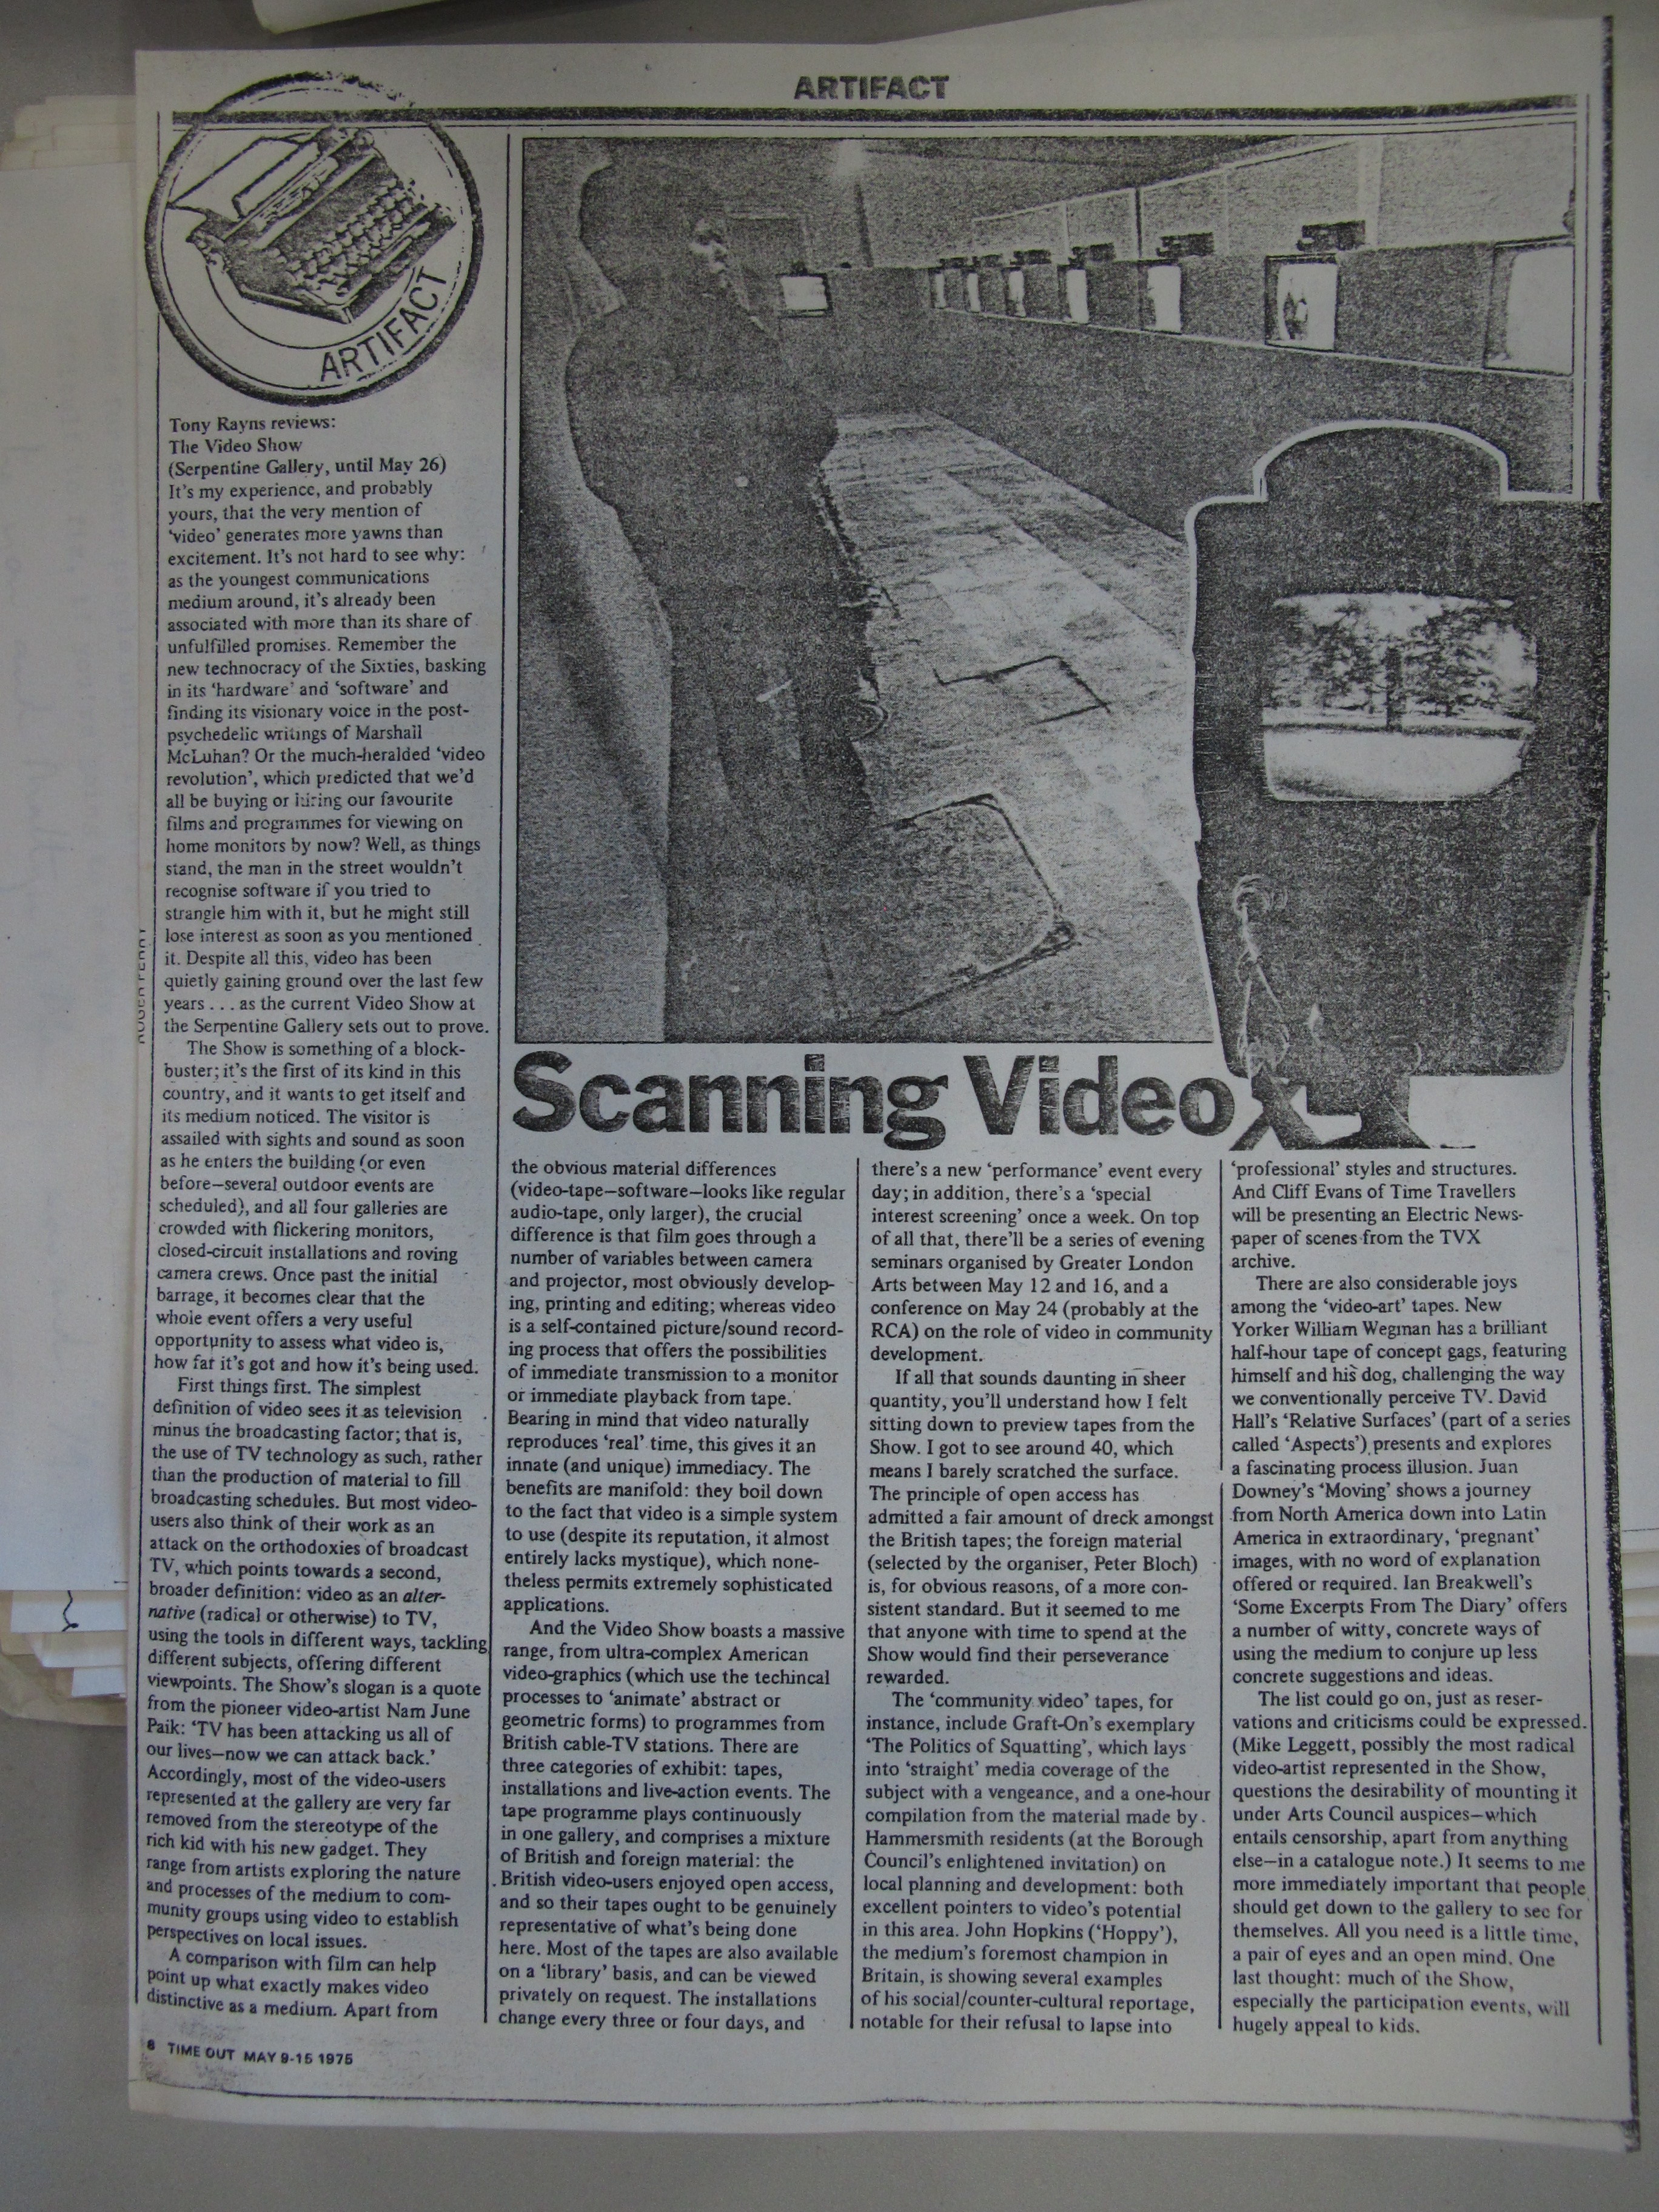 ARTIFACT
ARTIFACT
Tony Rayns reviews:
The Video Show
(Serpentine Gallery, until May 26)
It's my experience, and probably
yours, that the very mention of
'video' generates more yawns than
excitement. It's not hard to see why:
as the youngest communications
medium around, it's already been
associated with more than its share of
unfulfilled promises. Remember the
new technocracy of the Sixties, basking
in its 'hardware' and 'software' and
finding its visionary voice in the post-
psychedelic writings of Marshall
McLuhan? Or the much-heralded 'video
revolution', which predicted that we'd
all be buying or hiring our favourite
films and programmes for viewing on
home monitors by now? Well, as things
stand, the man in the street wouldn't
recognise software if you tried to
strangle him with it, but he might still
lose interest as soon as you mentioned
it. Despite all this, video has been
quietly gaining ground over the last few
years . . . as the current Video Show at
the Serpentine Gallery sets out to prove.
The Show is something of a block-
buster; it's the first of its kind in this
country, and it wants to get itself and
its medium noticed. The visitor is
assailed with sights and sound as soon
as he enters the building (or even
before—several outdoor events are
scheduled), and all four galleries are
crowded with flickering monitors,
closed-circuit installations and roving
camera crews. Once past the initial
barrage, it becomes clear that the
whole event offers a very useful
opportunity to assess what video is,
how far it's got and how it's being used.
First things first. The simplest
definition of video sees it as television
minus the broadcasting factor; that is,
the use of TV technology as such, rather
than the production of material to fill
broadcasting schedules. But most video-
users also think of their work as an
attack on the orthodoxies of broadcast
TV, which points towards a second,
broader definition: video as an alter-
native (radical or otherwise) to TV,
using the tools in different ways, tackling
different subjects, offering different
viewpoints. The Show's slogan is a quote
from the pioneer video-artist Nam June
Paik: 'TV has been attacking us all of
our lives—now we can attack back.'
Accordingly, most of the video-users
represented at the gallery are very far
removed from the stereotype of the
rich kid with his new gadget. They
range from artists exploring the nature
and processes of the medium to com-
munity groups using video to establish
perspectives on local issues.
A comparison with film can help
point up what exactly makes video
distinctive as a medium. Apart from
Scanning Video
the obvious material differences
(video-tape—software—looks like regular
audio-tape, only larger), the crucial
difference is that film goes through a
number of variables between camera
and projector, most obviously develop-
ing, printing and editing; whereas video
is a self-contained picture/sound record-
ing process that offers the possibilities
of immediate transmission to a monitor
or immediate playback from tape.
Bearing in mind that video naturally
reproduces 'real' time, this gives it an
innate (and unique) immediacy. The
benefits are manifold: they boil down
to the fact that video is a simple system
to use (despite its reputation, it almost
entirely lacks mystique), which none-
theless permits extremely sophisticated
applications.
And the Video Show boasts a massive
range, from ultra-complex American
video-graphics (which use the techincal
processes to 'animate' abstract or
geometric forms) to programmes from
British cable-TV stations. There are
three categories of exhibit: tapes,
installations and live-action events. The
tape programme plays continuously
in one gallery, and comprises a mixture
of British and foreign material: the
British video-users enjoyed open access,
and so their tapes ought to be genuinely
representative of what's being done
here. Most of the tapes are also available
on a 'library' basis, and can be viewed
privately on request. The installations
change every three or four days, and
there's a new 'performance' event every
day; in addition, there's a 'special
interest screening' once a week. On top
of all that, there'll be a series of evening
seminars organised by Greater London
Arts between May 12 and 16, and a
conference on May 24 (probably at the
RCA) on the role of video in community
development.
If all that sounds daunting in sheer
quantity, you'll understand how I felt
sitting down to preview tapes from the
Show. I got to see around 40, which
means I barely scratched the surface.
The principle of open access has
admitted a fair amount of dreck amongst
the British tapes; the foreign material
(selected by the organiser, Peter Bloch)
is, for obvious reasons, of a more con-
sistent standard. But it seemed to me
that anyone with time to spend at the
Show would find their perseverance
rewarded.
The 'community video' tapes, for
instance, include Graft-On's exemplary
'The Politics of Squatting', which lays
into 'straight' media coverage of the
subject with a vengeance, and a one-hour
compilation from the material made by
Hammersmith residents (at the Borough
Council's enlightened invitation) on
local planning and development: both
excellent pointers to video's potential
in this area. John Hopkins ('Hoppy'),
the medium's foremost champion in
Britain, is showing several examples
of his social/counter-cultural reportage,
notable for their refusal to lapse into
'professional' styles and structures.
And Cliff Evans of Time Travellers
will be presenting an Electric News-
paper of scenes from the TVX
archive.
There are also considerable joys
among the 'video-art' tapes. New
Yorker William Wegman has a brilliant
half-hour tape of concept gags, featuring
himself and his dog, challenging the way
we conventionally perceive TV. David
Hall's 'Relative Surfaces' (part of a series
called 'Aspects') presents and explores
a fascinating process illusion. Juan
Downey's 'Moving' shows a journey
from North America down into Latin
America in extraordinary, 'pregnant'
images, with no word of explanation
offered or required. Ian Breakwell's
'Some Excerpts From The Diary' offers
a number of witty, concrete ways of
using the medium to conjure up less
concrete suggestions and ideas.
The list could go on, just as reser-
vations and criticisms could be expressed.
(Mike Leggett, possibly the most radical
video-artist represented in the Show,
questions the desirability of mounting it
under Arts Council auspices—which
entails censorship, apart from anything
else—in a catalogue note.) It seems to me
more immediately important that people
should get down to the gallery to see for
themselves. All you need is a little time,
a pair of eyes and an open mind. One
last thought: much of the Show,
especially the participation events, will
hugely appeal to kids.
8 TIME OUT MAY 9-15 1975